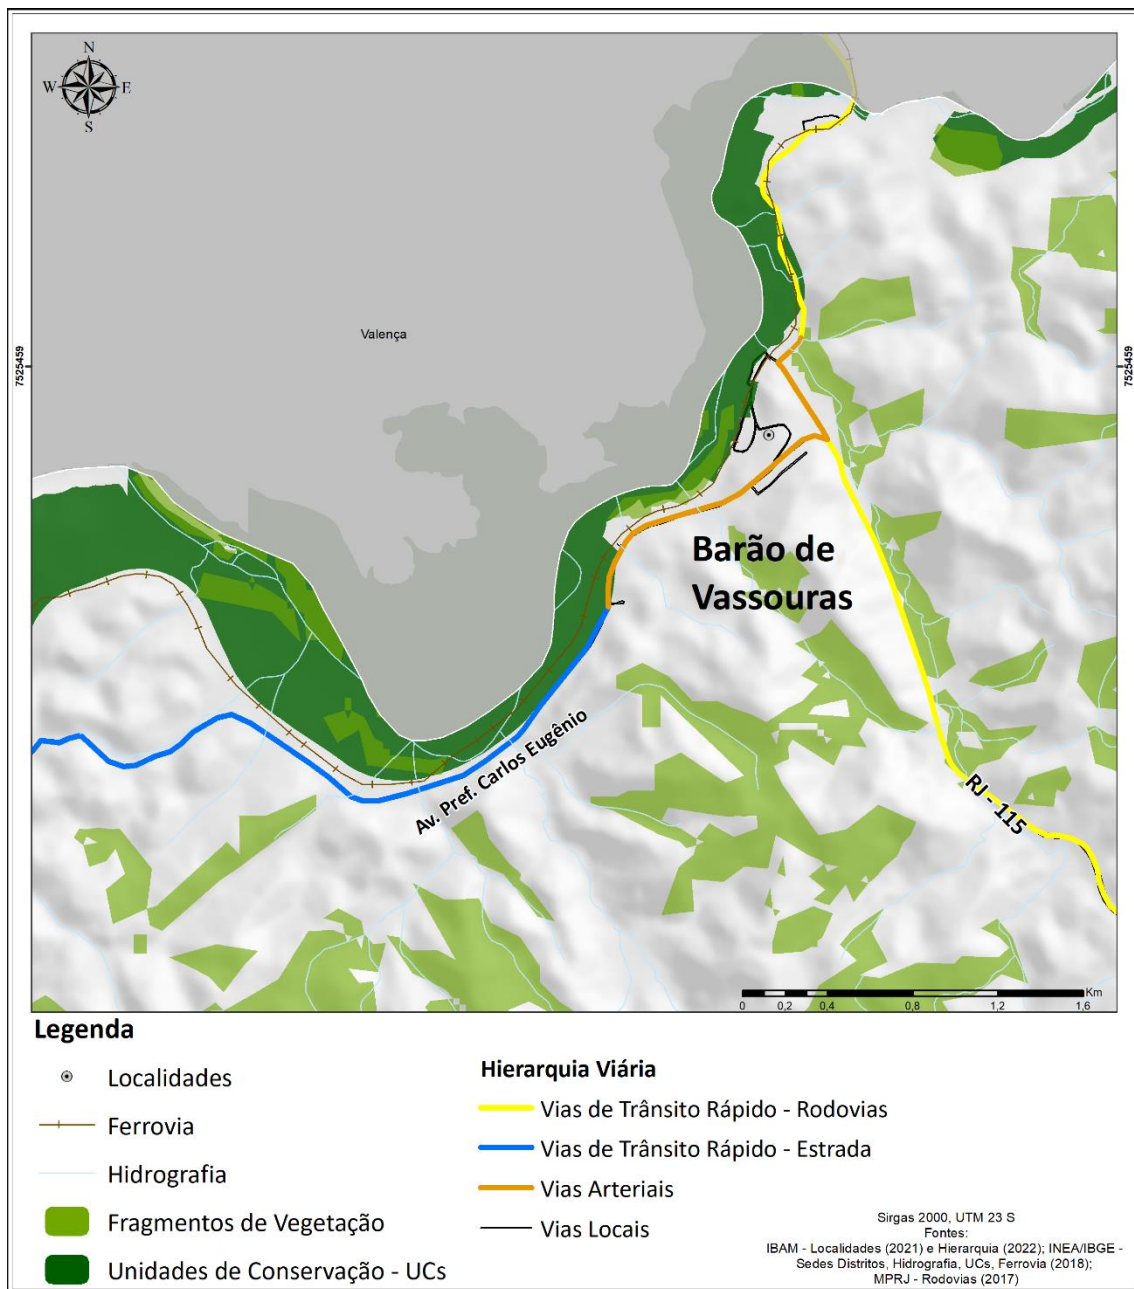 N
W E
S
Valença
7525459
7525459
Barão de
Vassouras
Av. Pref. Carlos Eugênio
RJ - 115
Km
0 0,2 0,4 0,8 1,2 1,6
Legenda
Localidades
Ferrovia
Hidrografia
Fragmentos de Vegetação
Unidades de Conservação - UCs
Hierarquia Viária
Vias de Trânsito Rápido - Rodovias
Vias de Trânsito Rápido - Estrada
Vias Arteriais
Vias Locais
Sirgas 2000, UTM 23 S
Fontes:
IBAM - Localidades (2021) e Hierarquia (2022); INEA/IBGE -
Sedes Distritos, Hidrografia, UCs, Ferrovia (2018);
MPRJ - Rodovias (2017)